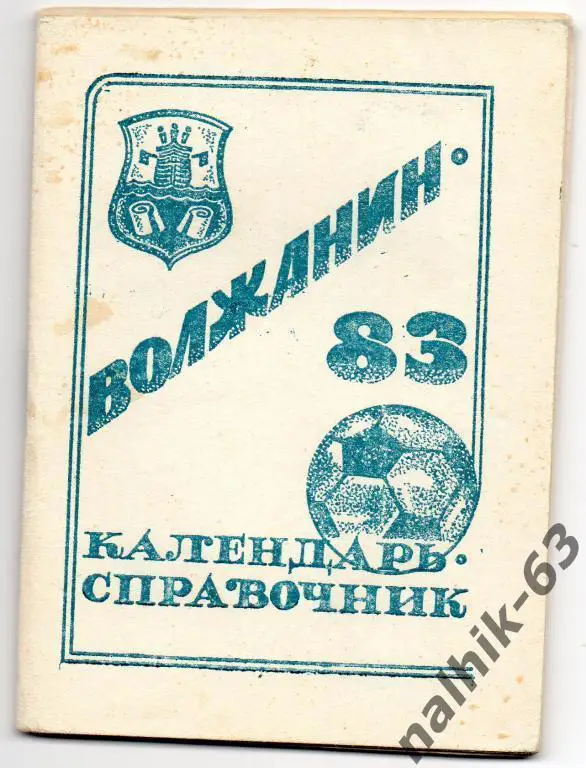 ВОЛЖАНИН·
83
КАЛЕНДАРЬ·
СПРАВОЧНИК
nalhik-63